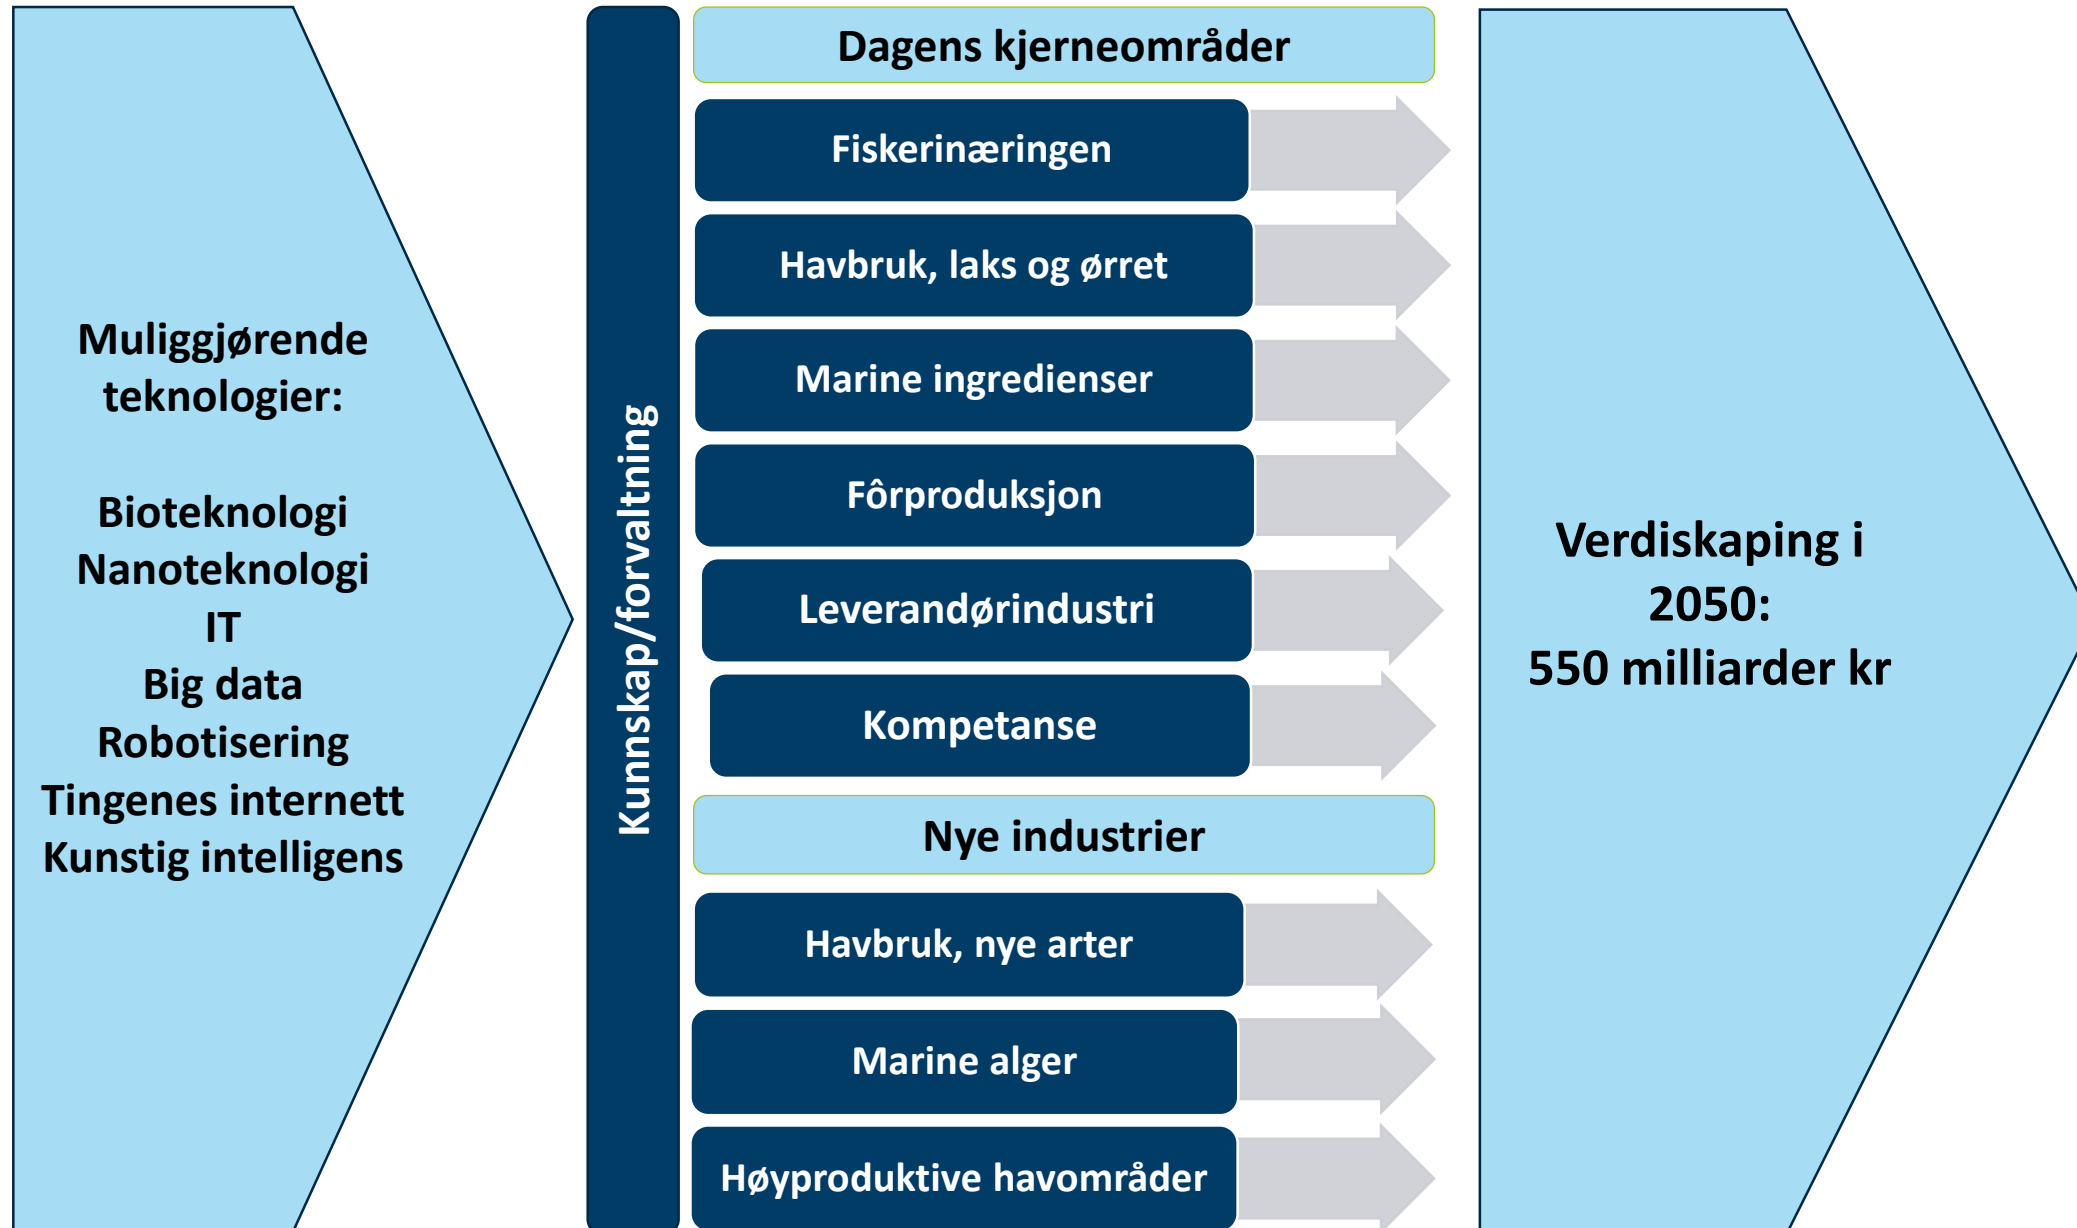 Muliggjørende
teknologier:
Bioteknologi
Nanoteknologi
IT
Big data
Robotisering
Tingenes internett
Kunstig intelligens
Kunnskap/forvaltning
Dagens kjerneområder
Fiskerinæringen
Havbruk, laks og ørret
Marine ingredienser
Fôrproduksjon
Leverandørindustri
Kompetanse
Nye industrier
Havbruk, nye arter
Marine alger
Høyproduktive havområder
Verdiskaping i
2050:
550 milliarder kr